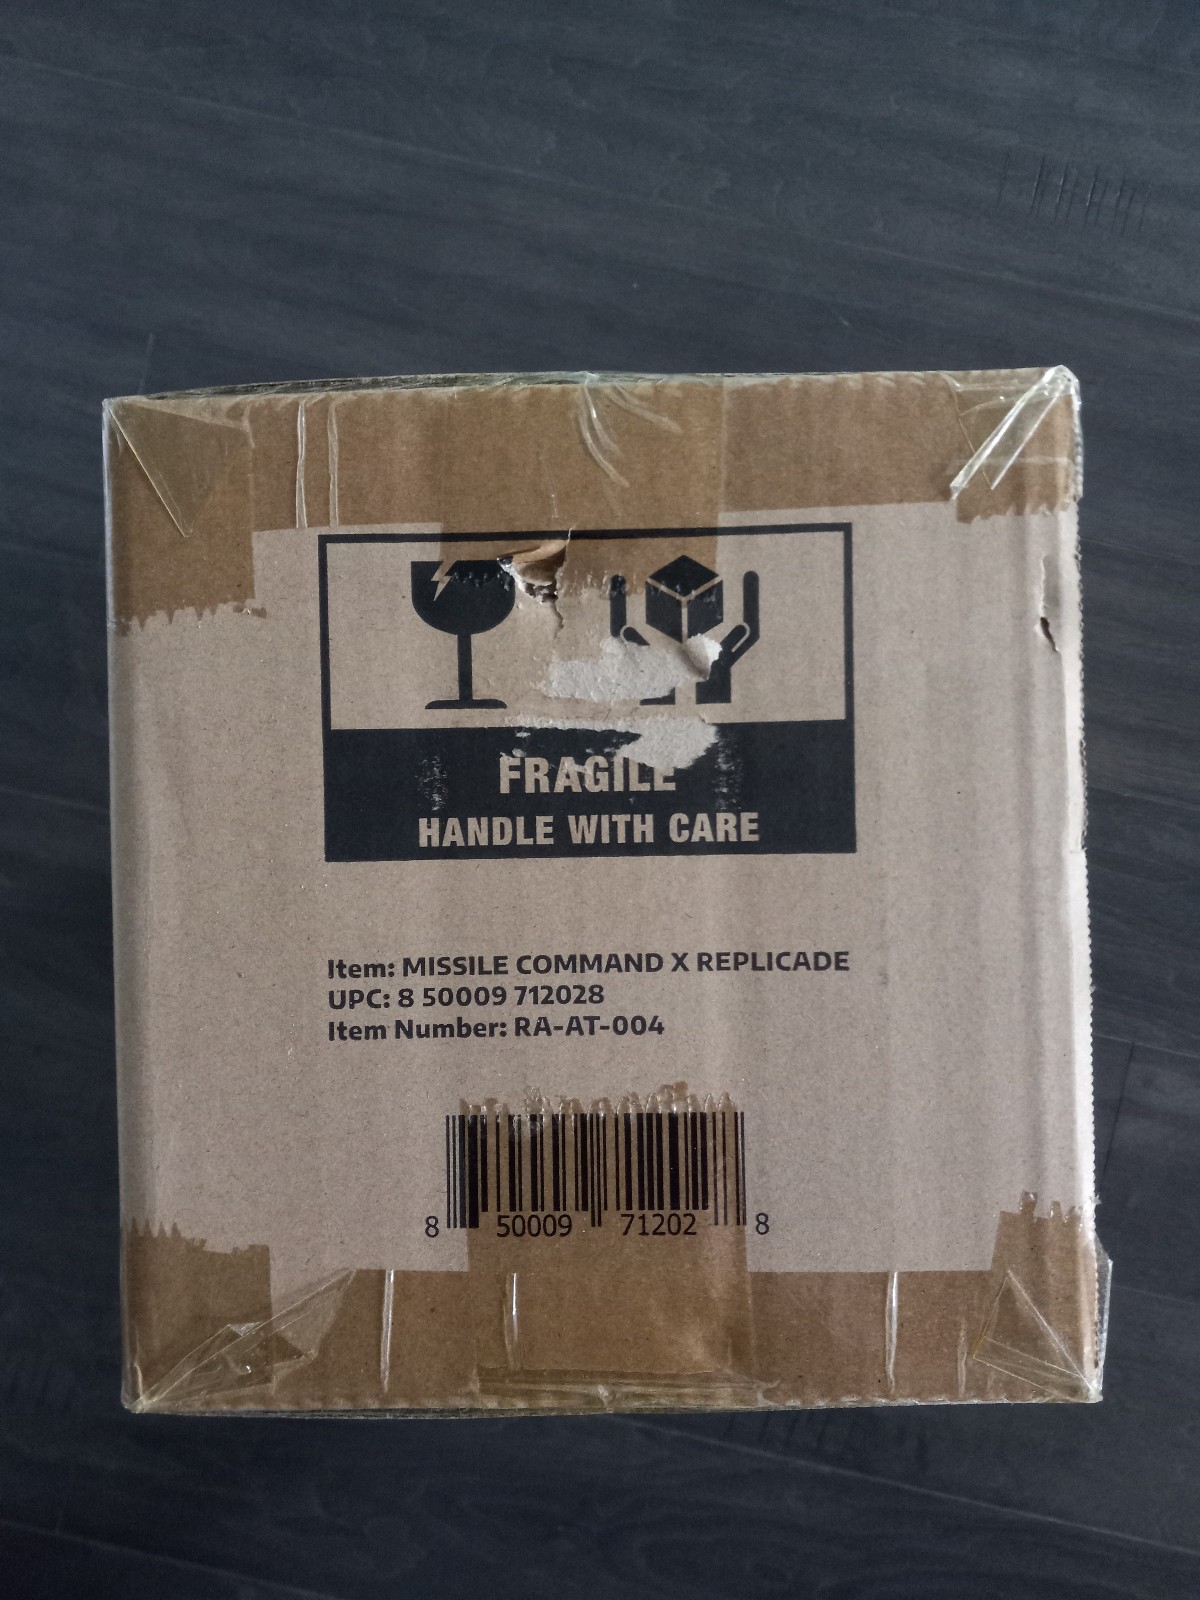 FRAGILE
HANDLE WITH CARE
Item: MISSILE COMMAND X REPLICADE
UPC: 8 50009 712028
Item Number: RA-AT-004
8 50009 71202 8